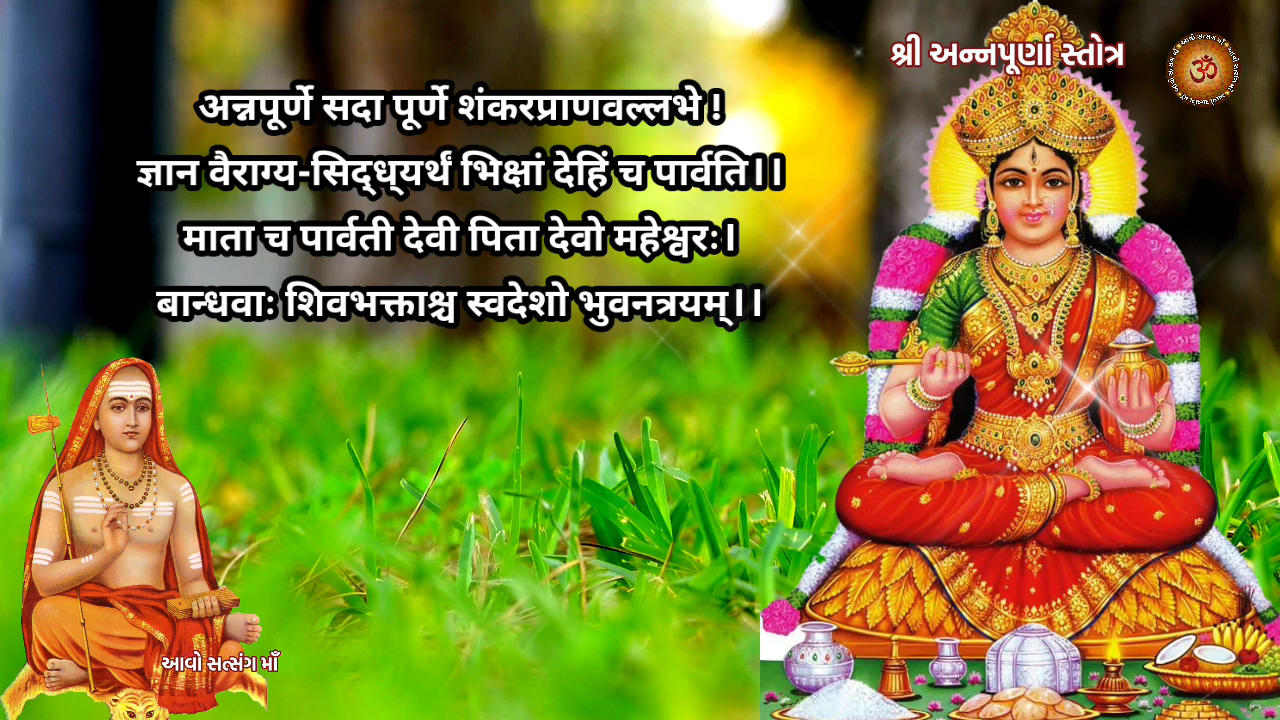 શ્રી અન્નપૂર્ણા સ્તોત્ર
ॐ
अन्नपूर्णे सदा पूर्णे शंकरप्राणवल्लभे !
ज्ञान वैराग्य-सिद्ध्यर्थं भिक्षां देहिं च पार्वति।।
माता च पार्वती देवी पिता देवो महेश्वरः।
बान्धवाः शिवभक्ताश्च स्वदेशो भुवनत्रयम्।।
આવો સત્સંગ માઁ